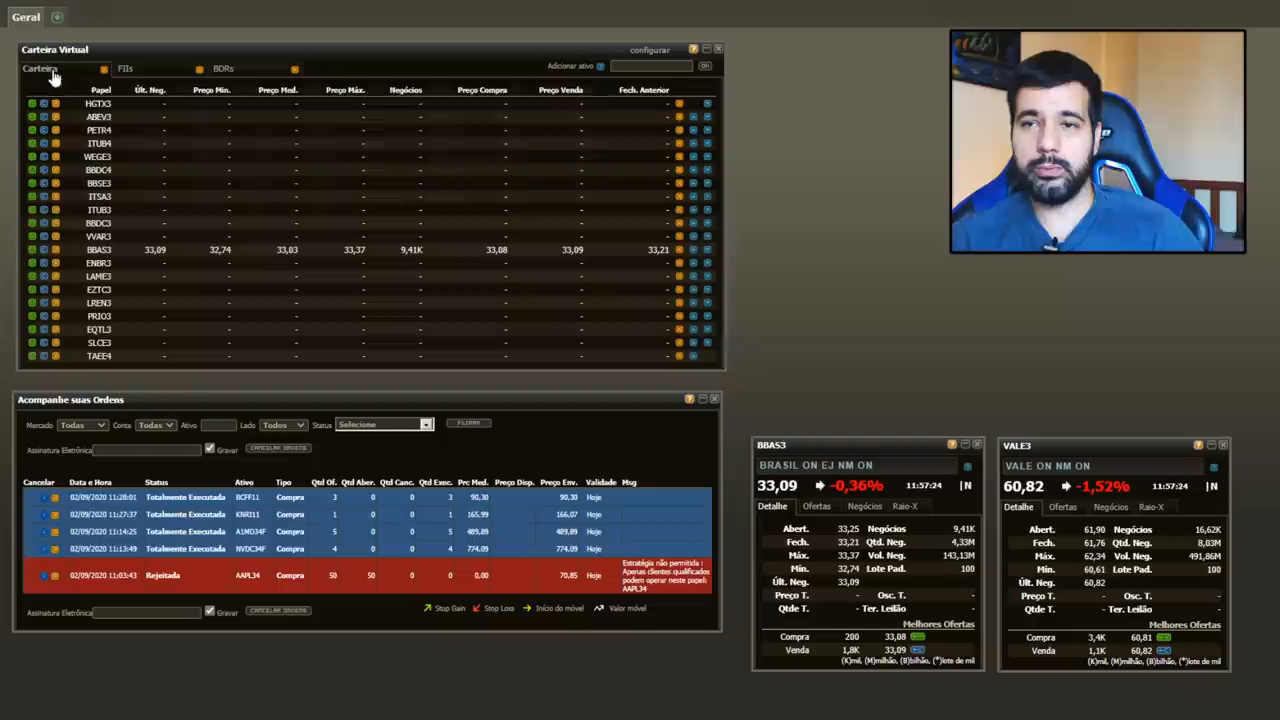 Geral
Carteira Virtual
configurar
Carteira FIIs BDRs Adicionar ativo
Papel Últ. Neg. Preço Min. Preço Med. Preço Máx. Negócios Preço Compra Preço Venda Fech. Anterior
HGTX3 - - - - - - - -
ABEV3 - - - - - - - -
PETR4 - - - - - - - -
ITUB4 - - - - - - - -
WEGE3 - - - - - - - -
BBDC4 - - - - - - - -
BBSE3 - - - - - - - -
ITSA3 - - - - - - - -
ITUB3 - - - - - - - -
BBDC3 - - - - - - - -
VVAR3 - - - - - - - -
BBAS3 33,09 32,74 33,03 33,37 9,41K 33,08 33,09 33,21
ENBR3 - - - - - - - -
LAME3 - - - - - - - -
EZTC3 - - - - - - - -
LREN3 - - - - - - - -
PRIO3 - - - - - - - -
EQTL3 - - - - - - - -
SLCE3 - - - - - - - -
TAEE4 - - - - - - - -
Acompanhe suas Ordens
Mercado Todas Conta Todas Ativo Lado Todos Status Selecione FILTRAR
Assinatura Eletrônica Gravar CANCELAR ORDENS
Cancelar Data e Hora Status Ativo Tipo Qtd Of. Qtd Aber. Qtd Canc. Qtd Exec. Prc Med. Preço Disp. Preço Env. Validade Msg
02/09/2020 11:28:01 Totalmente Executada BCFF11 Compra 3 0 3 90,30 90,30 Hoje
02/09/2020 11:27:37 Totalmente Executada KNRI11 Compra 1 0 1 165,99 166,07 Hoje
02/09/2020 11:14:25 Totalmente Executada A1MD34F Compra 5 0 5 489,89 489,89 Hoje
02/09/2020 11:13:49 Totalmente Executada NVDC34F Compra 4 0 4 774,09 774,09 Hoje
02/09/2020 11:03:43 Rejeitada AAPL34 Compra 50 50 0 0,00 70,85 Hoje
Estratégia não permitida :
Apenas clientes qualificados
podem operar neste papel:
AAPL34
Assinatura Eletrônica Gravar CANCELAR ORDENS
Stop Gain Stop Loss Início do móvel Valor móvel
BBAS3
BRASIL ON EJ NM ON
33,09 -0,36% 11:57:24 | N
Detalhe Ofertas Negócios Raio-X
Abert. 33,25 Negócios 9,41K
Fech. 33,21 Qtd. Neg. 4,33M
Máx. 33,37 Vol. Neg. 143,13M
Min. 32,74 Lote Pad. 100
Últ. Neg. 33,09
Preço T. - Osc. T. -
Qtde T. - Ter. Leilão -
Melhores Ofertas
Compra 200 33,08
Venda 1,8K 33,09
(K)mil, (M)milhão, (B)bilhão, (*)lote de mil
VALE3
VALE ON NM ON
60,82 -1,52% 11:57:24 | N
Detalhe Ofertas Negócios Raio-X
Abert. 61,90 Negócios 16,62K
Fech. 61,76 Qtd. Neg. 8,03M
Máx. 62,34 Vol. Neg. 491,86M
Min. 60,61 Lote Pad. 100
Últ. Neg. 60,82
Preço T. - Osc. T. -
Qtde T. - Ter. Leilão -
Melhores Ofertas
Compra 3,4K 60,81
Venda 1,1K 60,82
(K)mil, (M)milhão, (B)bilhão, (*)lote de mil